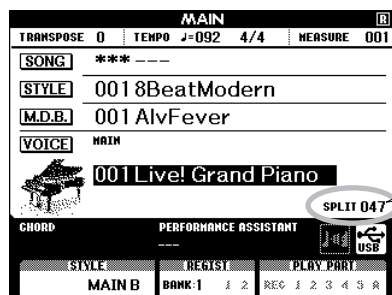 MAIN R
TRANSPOSE 0 TEMPO ♩=092 4/4 MEASURE 001
SONG *** ---
STYLE 001 8BeatModern
M.D.B. 001 AlvFever
VOICE MAIN
001 Live! Grand Piano
SPLIT 047
CHORD PERFORMANCE ASSISTANT
---
USB
STYLE REGIST PLAY PART
MAIN B BANK:1 1 2 REC 1 2 3 4 5 A